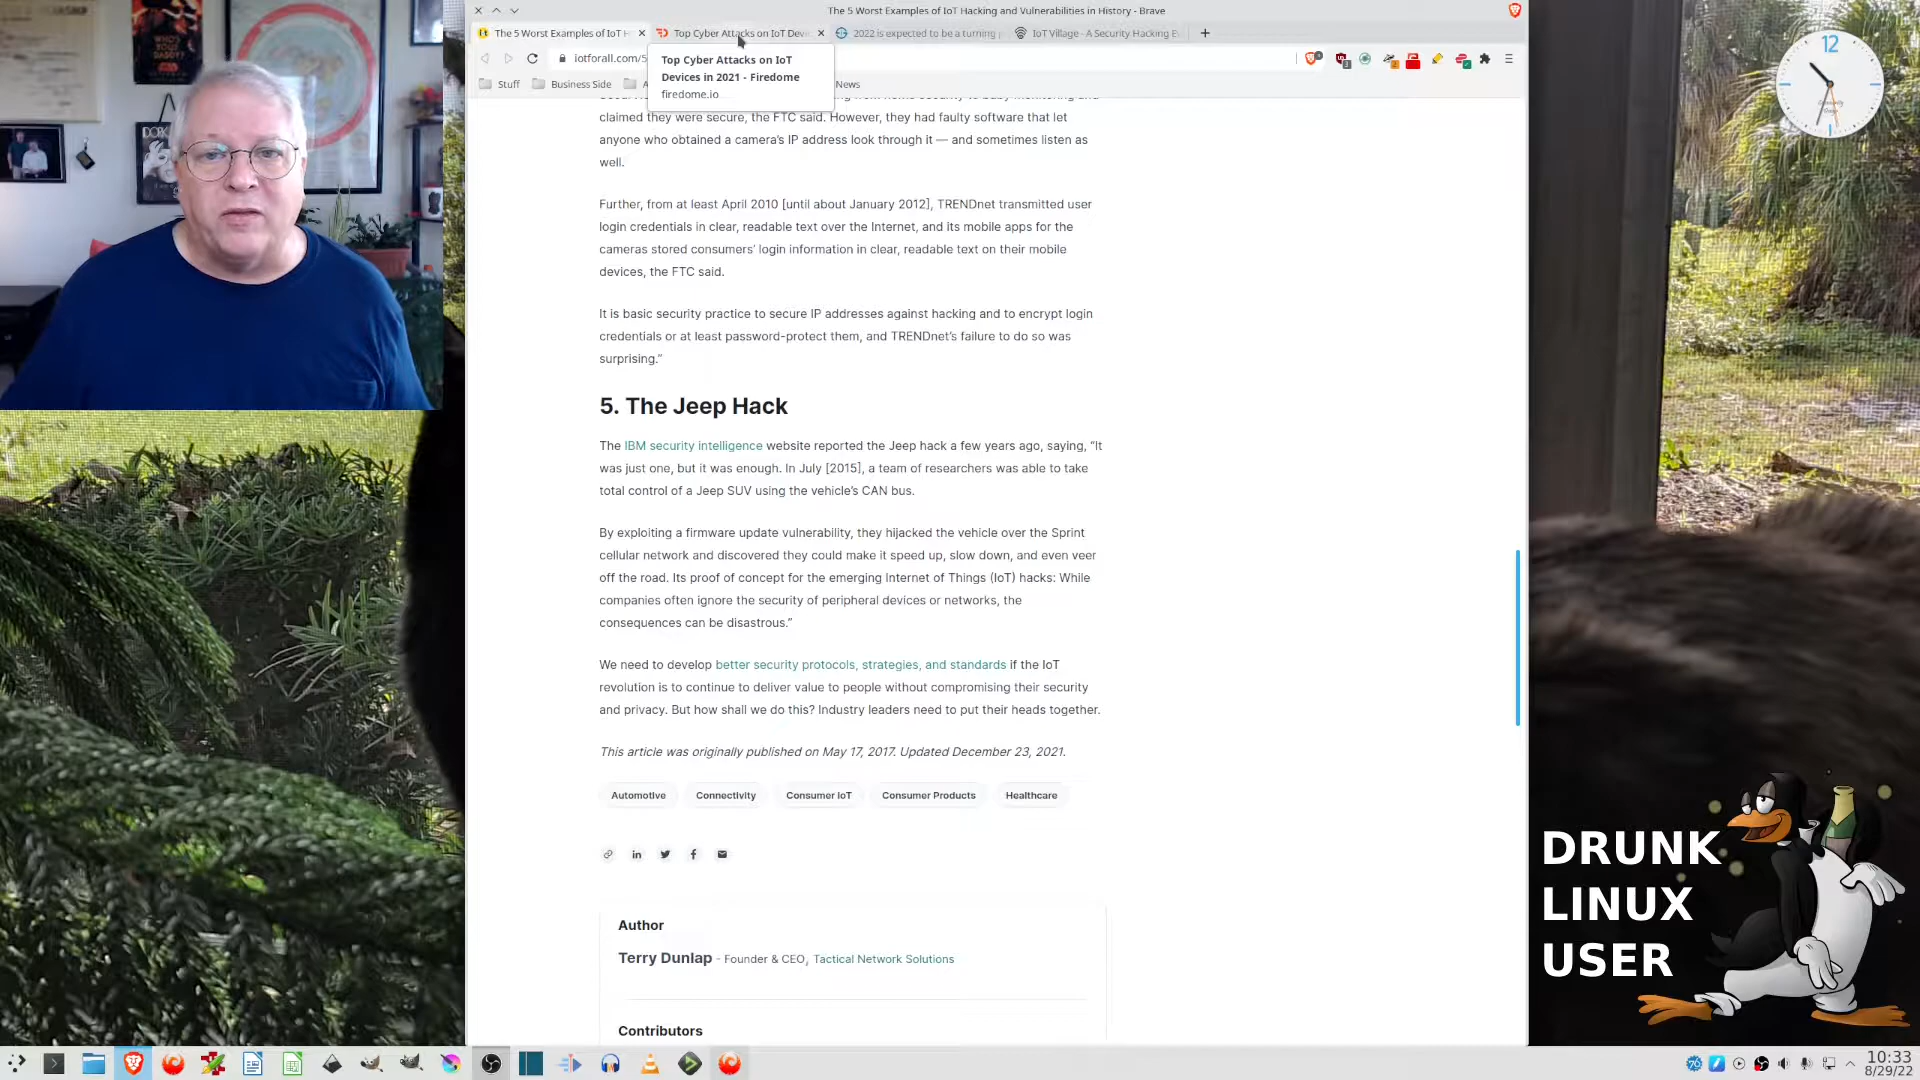 The 5 Worst Examples of IoT Hacking and Vulnerabilities in History - Brave
The 5 Worst Examples of IoT H
Top Cyber Attacks on IoT Devi
2022 is expected to be a turning p
IoT Village - A Security Hacking E
iotforall.com/5
Top Cyber Attacks on IoT
Devices in 2021 - Firedome
firedome.io
Stuff
Business Side
News
claimed they were secure, the FTC said. However, they had faulty software that let
anyone who obtained a camera's IP address look through it — and sometimes listen as
well.
Further, from at least April 2010 [until about January 2012], TRENDnet transmitted user
login credentials in clear, readable text over the Internet, and its mobile apps for the
cameras stored consumers' login information in clear, readable text on their mobile
devices, the FTC said.
It is basic security practice to secure IP addresses against hacking and to encrypt login
credentials or at least password-protect them, and TRENDnet's failure to do so was
surprising.”
5. The Jeep Hack
The IBM security intelligence website reported the Jeep hack a few years ago, saying, “It
was just one, but it was enough. In July [2015], a team of researchers was able to take
total control of a Jeep SUV using the vehicle's CAN bus.
By exploiting a firmware update vulnerability, they hijacked the vehicle over the Sprint
cellular network and discovered they could make it speed up, slow down, and even veer
off the road. Its proof of concept for the emerging Internet of Things (IoT) hacks: While
companies often ignore the security of peripheral devices or networks, the
consequences can be disastrous.”
We need to develop better security protocols, strategies, and standards if the IoT
revolution is to continue to deliver value to people without compromising their security
and privacy. But how shall we do this? Industry leaders need to put their heads together.
This article was originally published on May 17, 2017. Updated December 23, 2021.
Automotive Connectivity Consumer IoT Consumer Products Healthcare
Author
Terry Dunlap - Founder & CEO, Tactical Network Solutions
Contributors
12
DRUNK
LINUX
USER
10:33
8/29/22